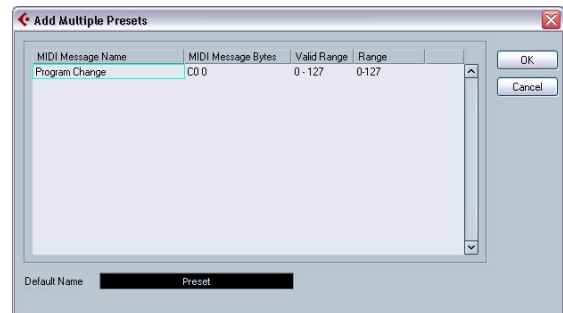 Add Multiple Presets
MIDI Message Name MIDI Message Bytes Valid Range Range
Program Change C0 0 0 - 127 0-127
OK
Cancel
Default Name Preset